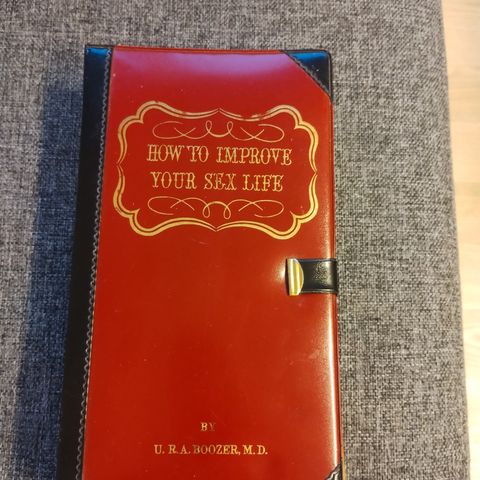 HOW TO IMPROVE
YOUR SEX LIFE
BY
U. R. A. BOOZER, M. D.